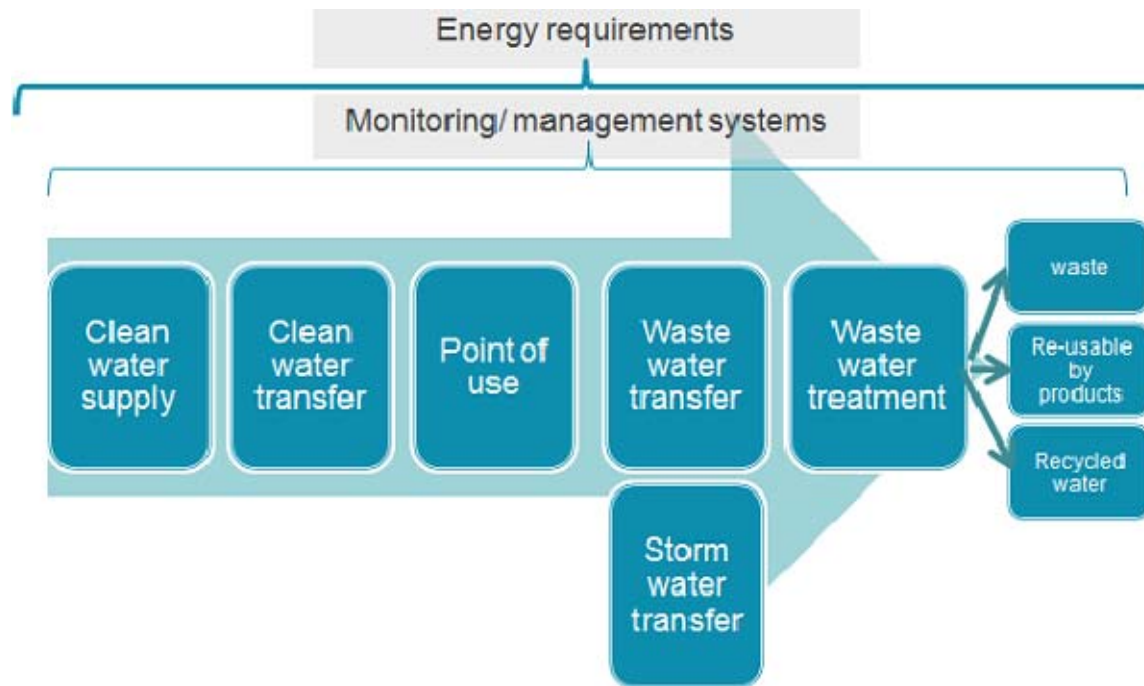 Energy requirements
Monitoring/ management systems
Clean
water
supply
Clean
water
transfer
Point of
use
Waste
water
transfer
Waste
water
treatment
waste
Re-usable
by
products
Recycled
water
Storm
water
transfer